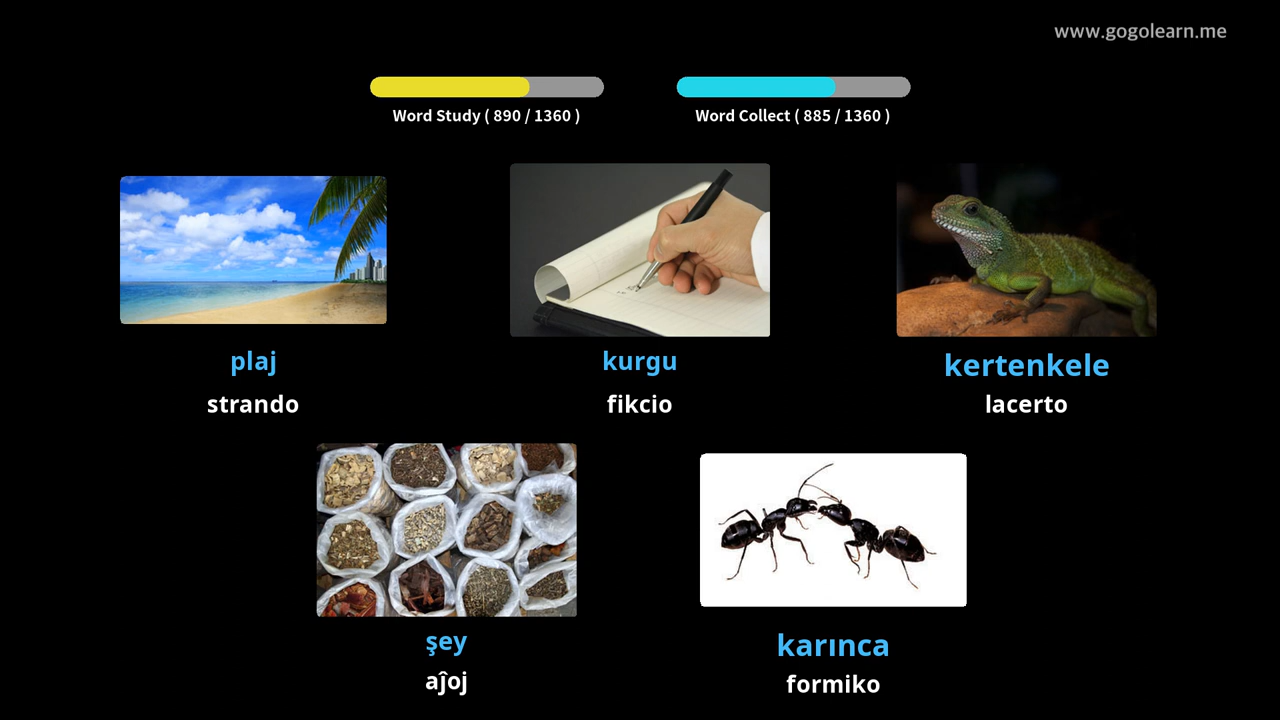 www.gogolearn.me
Word Study ( 890 / 1360 )
Word Collect ( 885 / 1360 )
plaj
strando
kurgu
fikcio
kertenkele
lacerto
şey
aĵoj
karınca
formiko